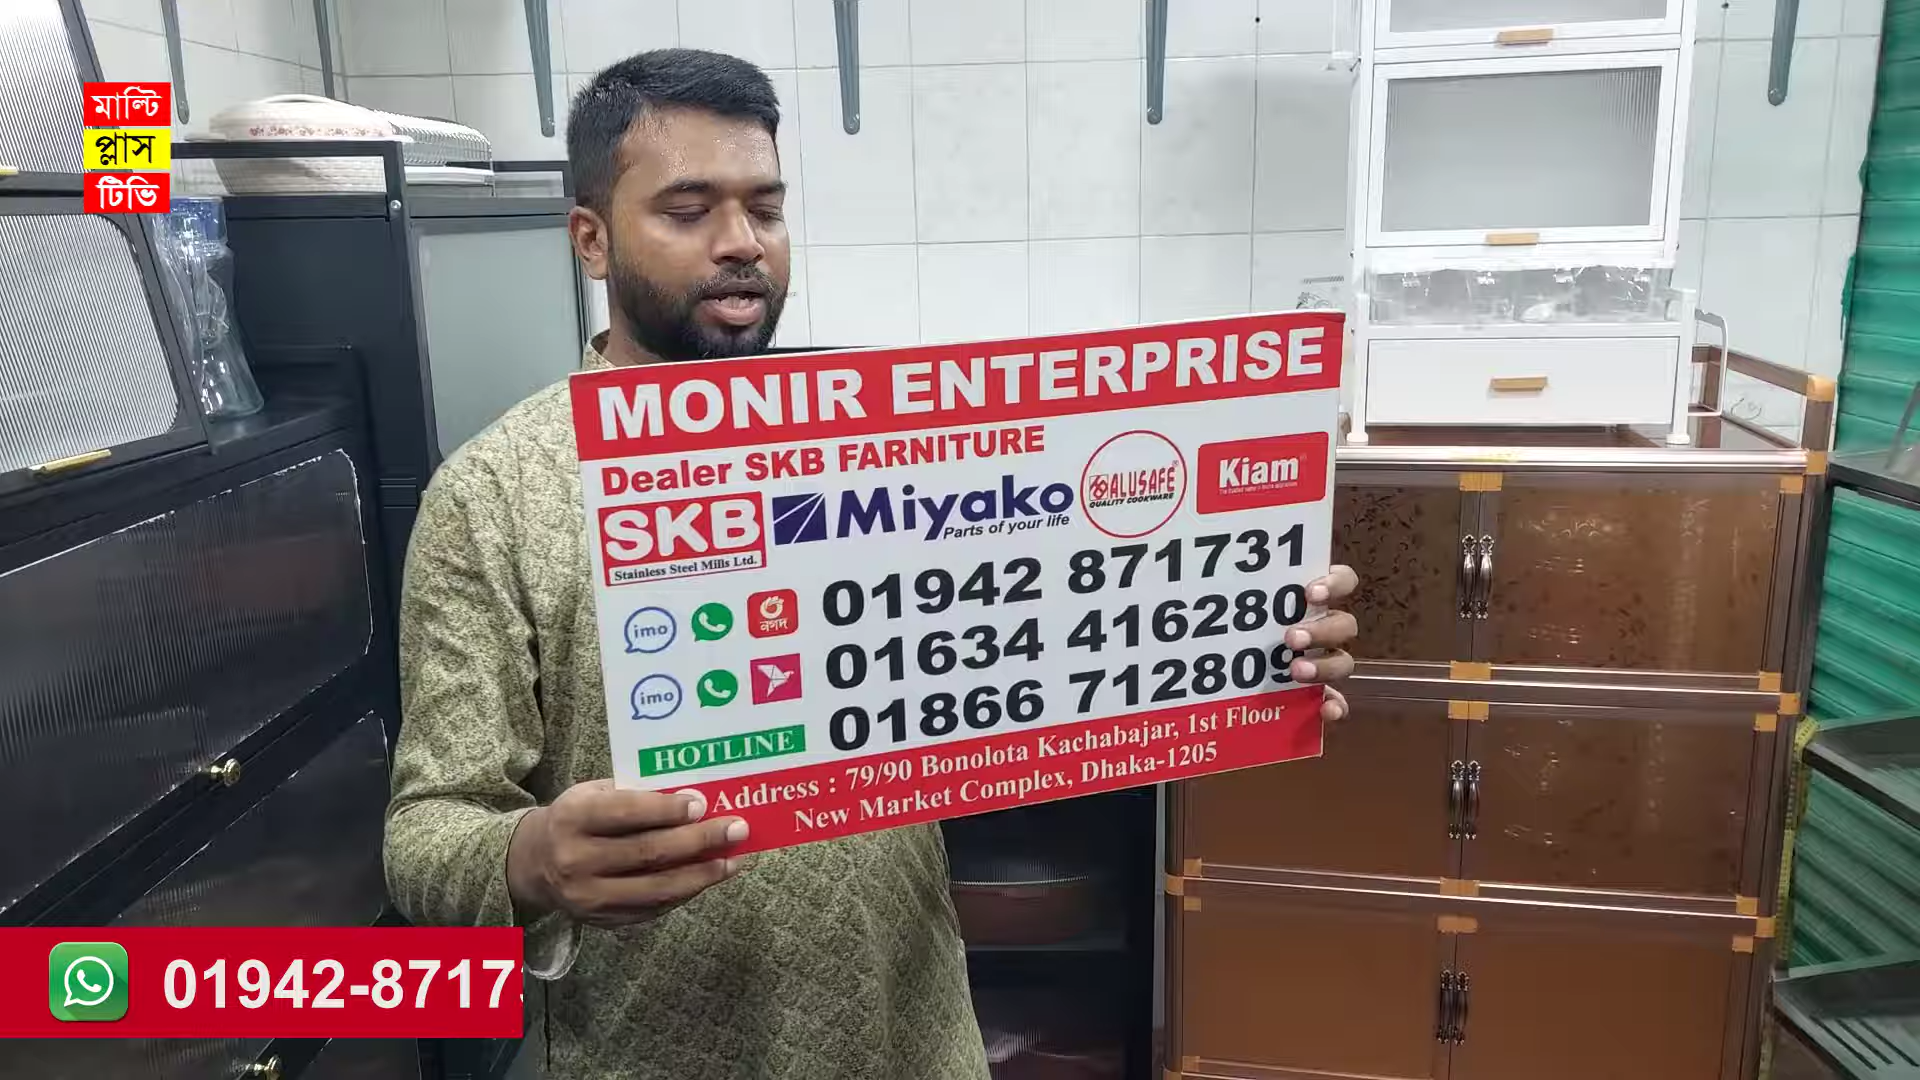 মাল্টি
প্লাস
টিভি
MONIR ENTERPRISE
Dealer SKB FARNITURE
SKB
Stainless Steel Mills Ltd.
Miyako
Parts of your life
ALUSAFE
QUALITY COOKWARE
Kiam
imo
নগদ
01942 871731
imo
01634 416280
HOTLINE
01866 712809
Address : 79/90 Bonolota Kachabajar, 1st Floor
New Market Complex, Dhaka-1205
01942-8717